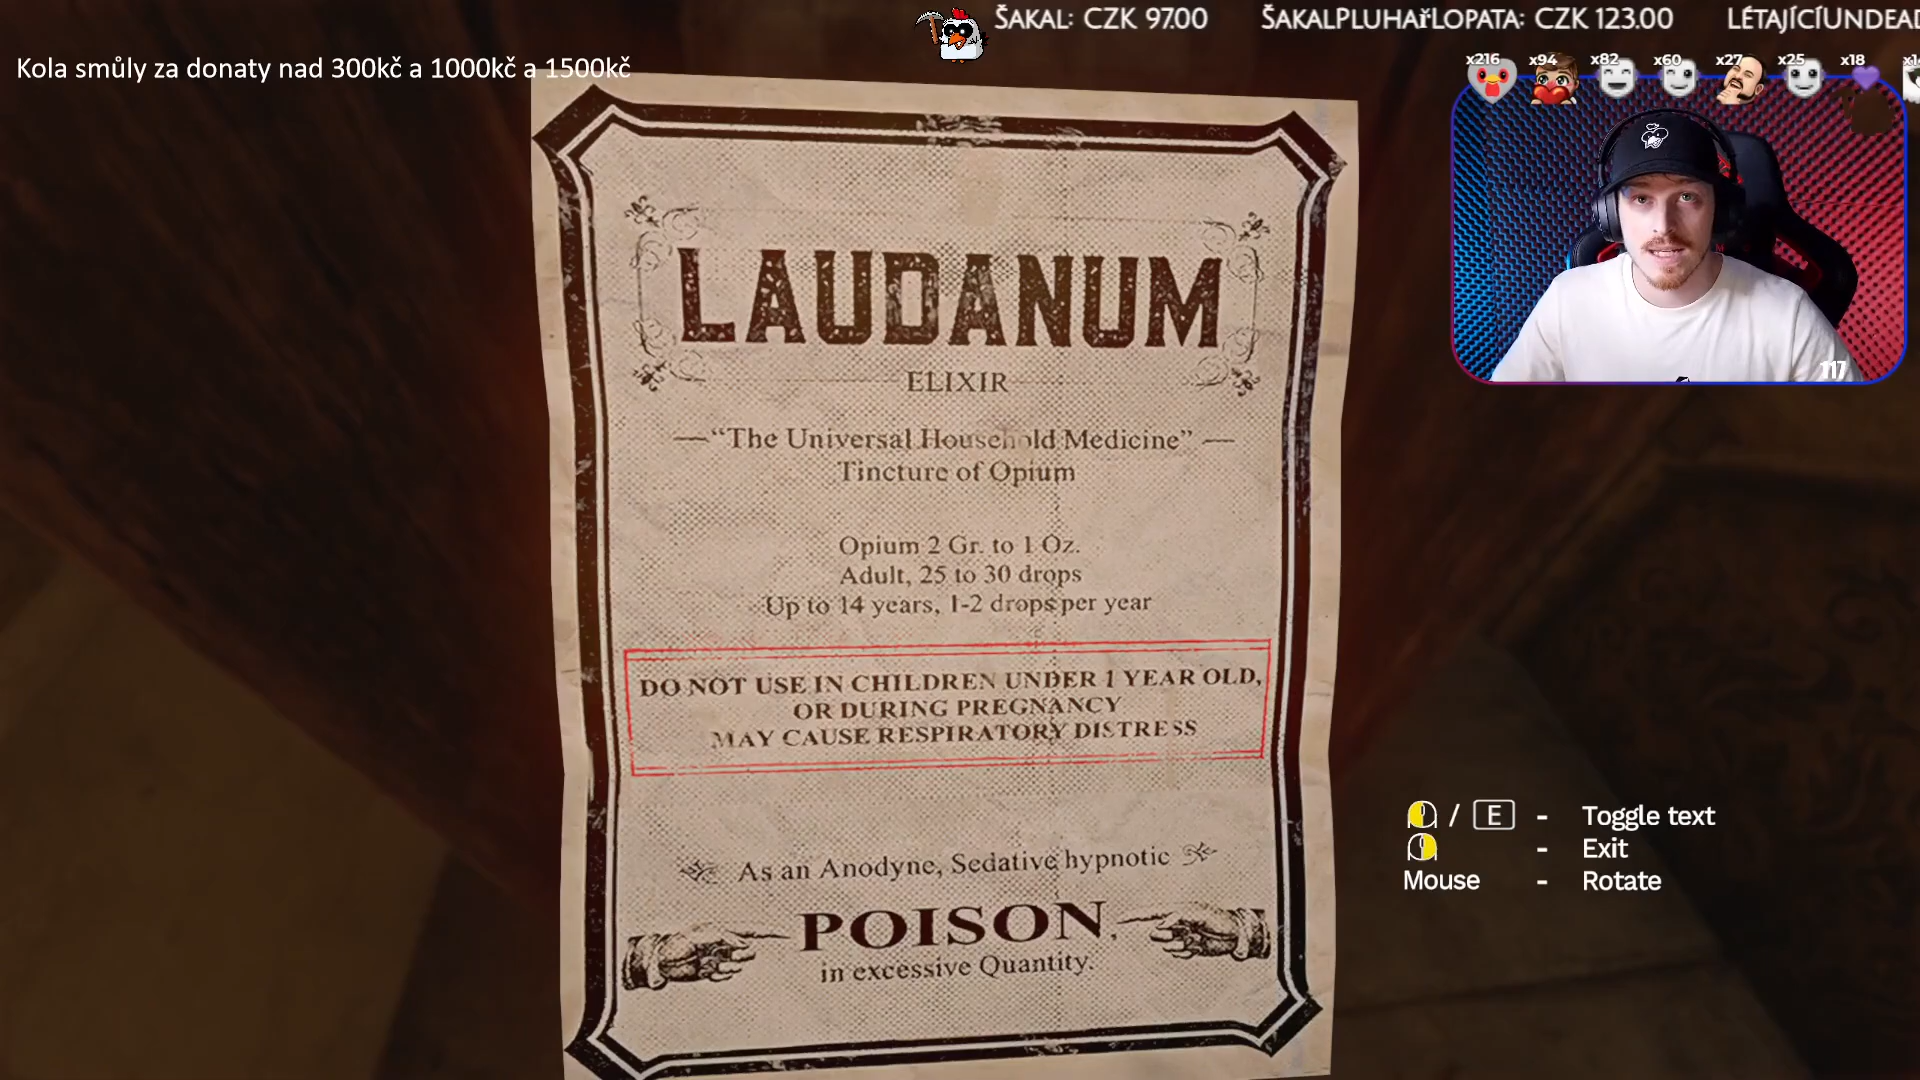 ŠAKAL: CZK 97.00 ŠAKALPLUHAřLOPATA: CZK 123.00 LÉTAJÍCÍUNDEAD
Kola smůly za donaty nad 300kč a 1000kč a 1500kč
x216 x94 x82 x60 x27 x25 x18
117
LAUDANUM
ELIXIR
—“The Universal Household Medicine” —
Tincture of Opium
Opium 2 Gr. to 1 Oz.
Adult, 25 to 30 drops
Up to 14 years, 1-2 drops per year
DO NOT USE IN CHILDREN UNDER 1 YEAR OLD,
OR DURING PREGNANCY
MAY CAUSE RESPIRATORY DISTRESS
As an Anodyne, Sedative hypnotic
POISON,
in excessive Quantity.
/ E - Toggle text
- Exit
Mouse - Rotate